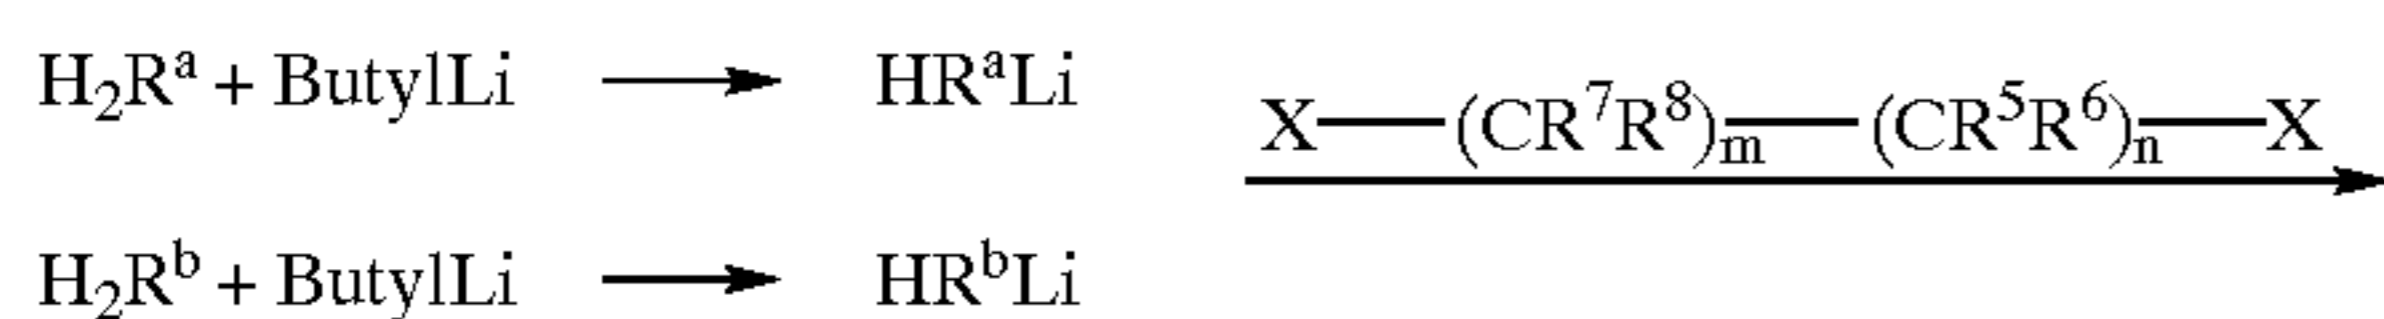 H₂Rᵃ + ButylLi ⟶ HRᵃLi
X—(CR⁷R⁸)ₘ—(CR⁵R⁶)ₙ—X
H₂Rᵇ + ButylLi ⟶ HRᵇLi